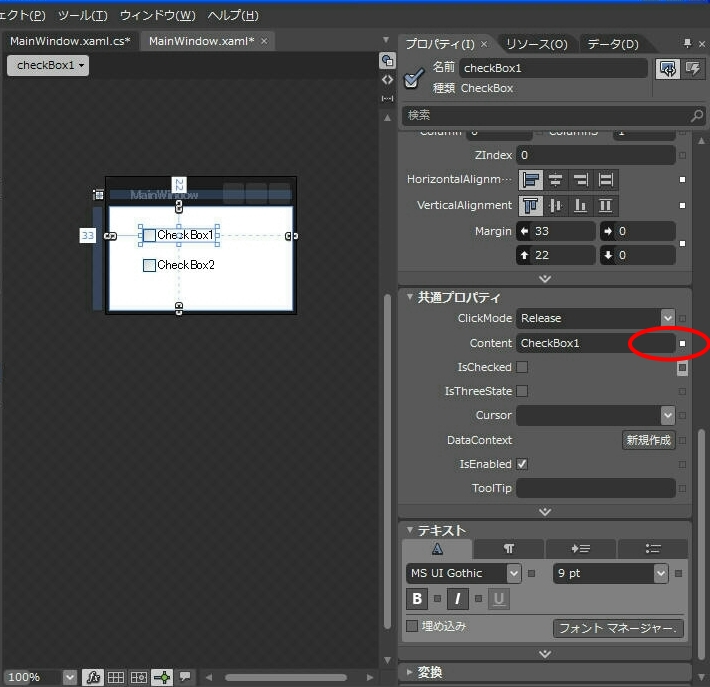 ェクト(P) ツール(T) ウィンドウ(W) ヘルプ(H)
MainWindow.xaml.cs* MainWindow.xaml* ×
checkBox1
プロパティ(I) × リソース(O) データ(D)
名前 checkBox1
種類 CheckBox
検索
Column 0 ColumnS 1
ZIndex 0
HorizontalAlignm…
VerticalAlignment
Margin 33 0
22 0
共通プロパティ
ClickMode Release
Content CheckBox1
IsChecked
IsThreeState
Cursor
DataContext 新規作成
IsEnabled
ToolTip
テキスト
MS UI Gothic 9 pt
B I U
埋め込み フォント マネージャー.
変換
MainWindow
22
33
CheckBox1
CheckBox2
100% fx